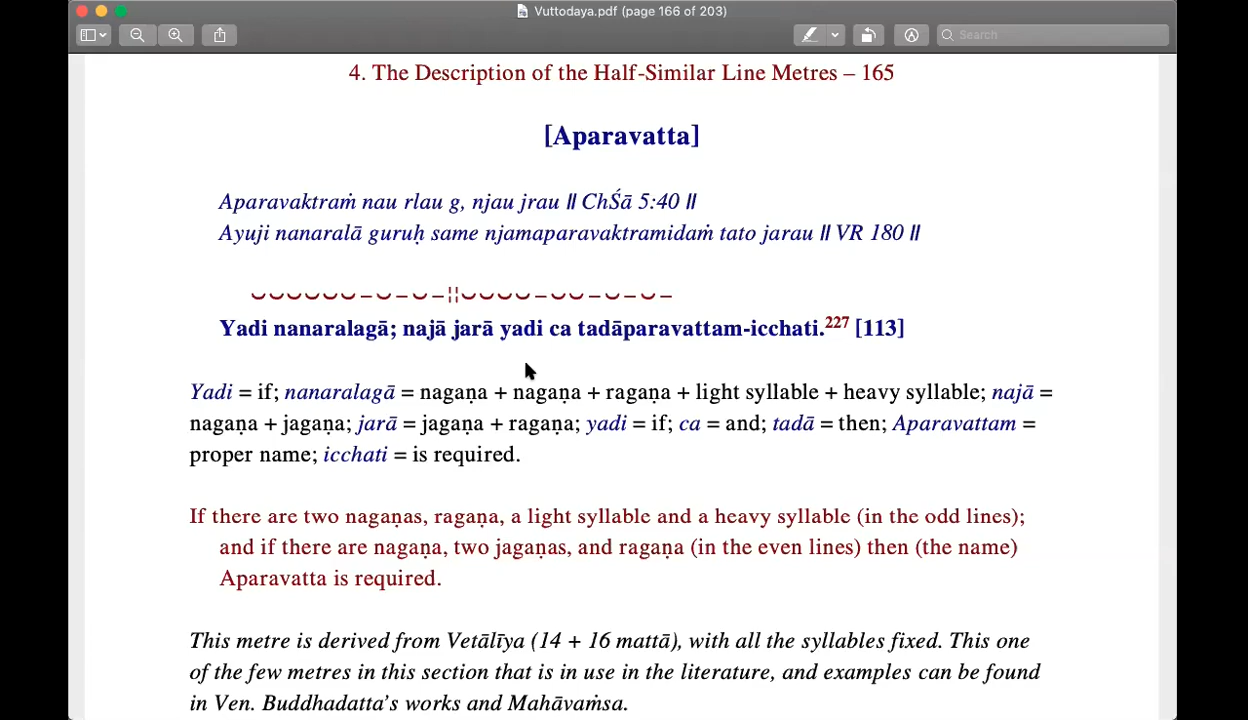 Vuttodaya.pdf (page 166 of 203)
Search
4. The Description of the Half-Similar Line Metres – 165
[Aparavatta]
Aparavaktraṁ nau rlau g, njau jrau ॥ ChŚā 5:40 ॥
Ayuji nanaralā guruḥ same njamaparavaktramidaṁ tato jarau ॥ VR 180 ॥
⏑⏑⏑⏑⏑⏑–⏑–⏑–¦¦⏑⏑⏑⏑–⏑⏑–⏑–⏑–
Yadi nanaralagā; najā jarā yadi ca tadāparavattam-icchati.227 [113]
Yadi = if; nanaralagā = nagaṇa + nagaṇa + ragaṇa + light syllable + heavy syllable; najā =
nagaṇa + jagaṇa; jarā = jagaṇa + ragaṇa; yadi = if; ca = and; tadā = then; Aparavattam =
proper name; icchati = is required.
If there are two nagaṇas, ragaṇa, a light syllable and a heavy syllable (in the odd lines);
and if there are nagaṇa, two jagaṇas, and ragaṇa (in the even lines) then (the name)
Aparavatta is required.
This metre is derived from Vetālīya (14 + 16 mattā), with all the syllables fixed. This one
of the few metres in this section that is in use in the literature, and examples can be found
in Ven. Buddhadatta's works and Mahāvaṁsa.